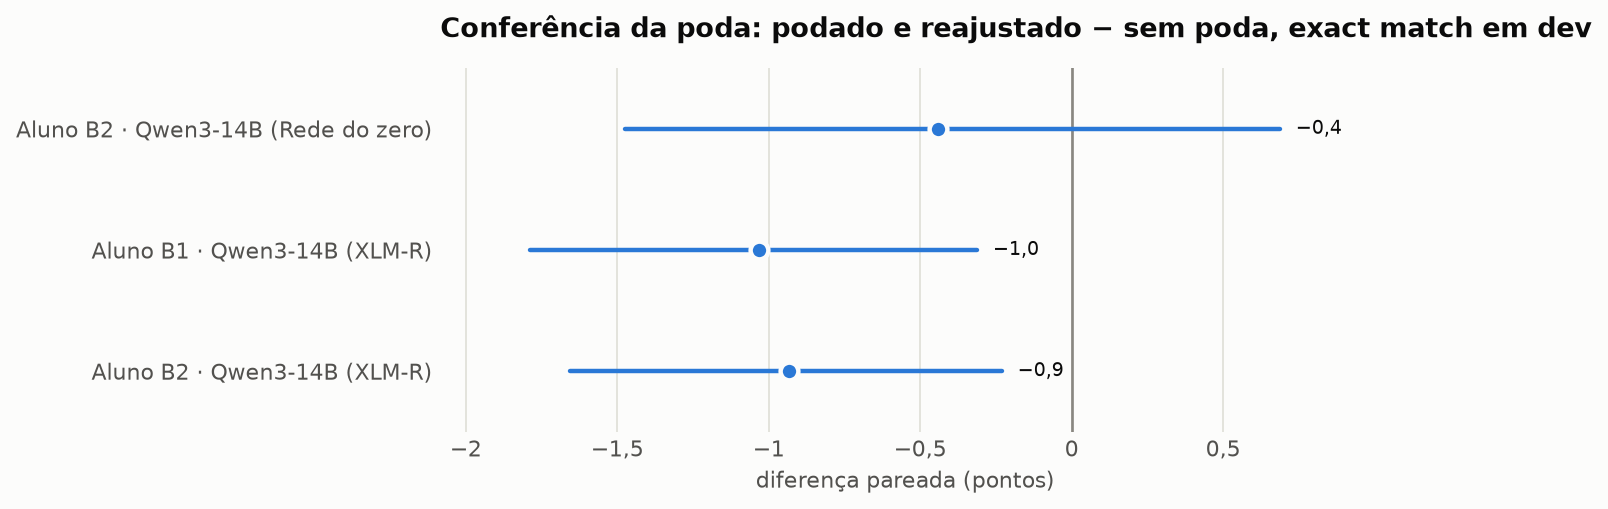 Conferência da poda: podado e reajustado − sem poda, exact match em dev
Aluno B2 · Qwen3-14B (Rede do zero)
−0,4
Aluno B1 · Qwen3-14B (XLM-R)
−1,0
Aluno B2 · Qwen3-14B (XLM-R)
−0,9
−2
−1,5
−1
−0,5
0
0,5
diferença pareada (pontos)